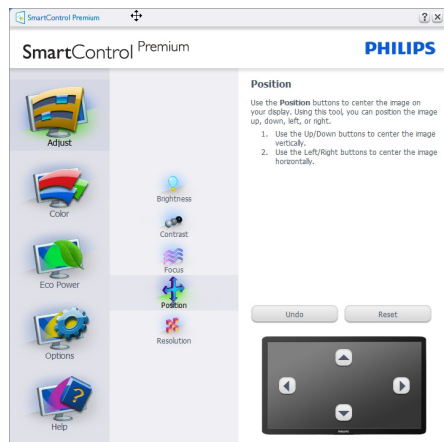 SmartControl Premium
SmartControl Premium
PHILIPS
Adjust
Color
Eco Power
Options
Help
Brightness
Contrast
Focus
Position
Resolution
Position
Use the Position buttons to center the image on
your display. Using this tool, you can position the image
up, down, left, or right.
1. Use the Up/Down buttons to center the image
vertically.
2. Use the Left/Right buttons to center the image
horizontally.
Undo
Reset
PHILIPS